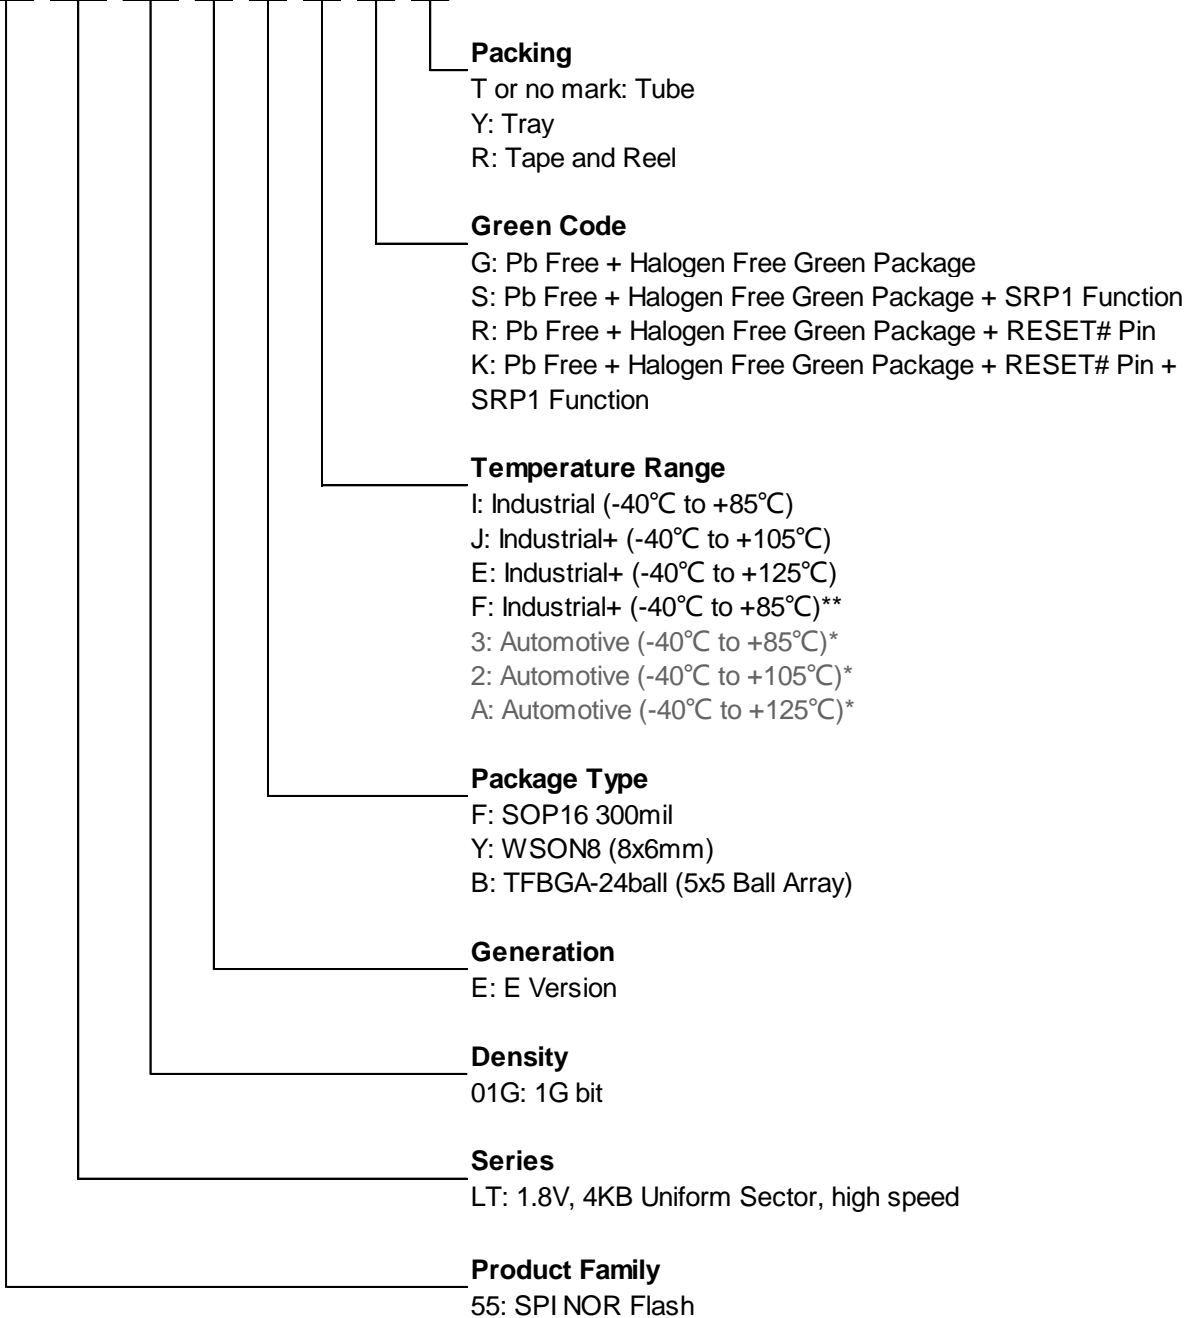 Packing
T or no mark: Tube
Y: Tray
R: Tape and Reel
Green Code
G: Pb Free + Halogen Free Green Package
S: Pb Free + Halogen Free Green Package + SRP1 Function
R: Pb Free + Halogen Free Green Package + RESET# Pin
K: Pb Free + Halogen Free Green Package + RESET# Pin +
SRP1 Function
Temperature Range
I: Industrial (-40℃ to +85℃)
J: Industrial+ (-40℃ to +105℃)
E: Industrial+ (-40℃ to +125℃)
F: Industrial+ (-40℃ to +85℃)**
3: Automotive (-40℃ to +85℃)*
2: Automotive (-40℃ to +105℃)*
A: Automotive (-40℃ to +125℃)*
Package Type
F: SOP16 300mil
Y: WSON8 (8x6mm)
B: TFBGA-24ball (5x5 Ball Array)
Generation
E: E Version
Density
01G: 1G bit
Series
LT: 1.8V, 4KB Uniform Sector, high speed
Product Family
55: SPI NOR Flash